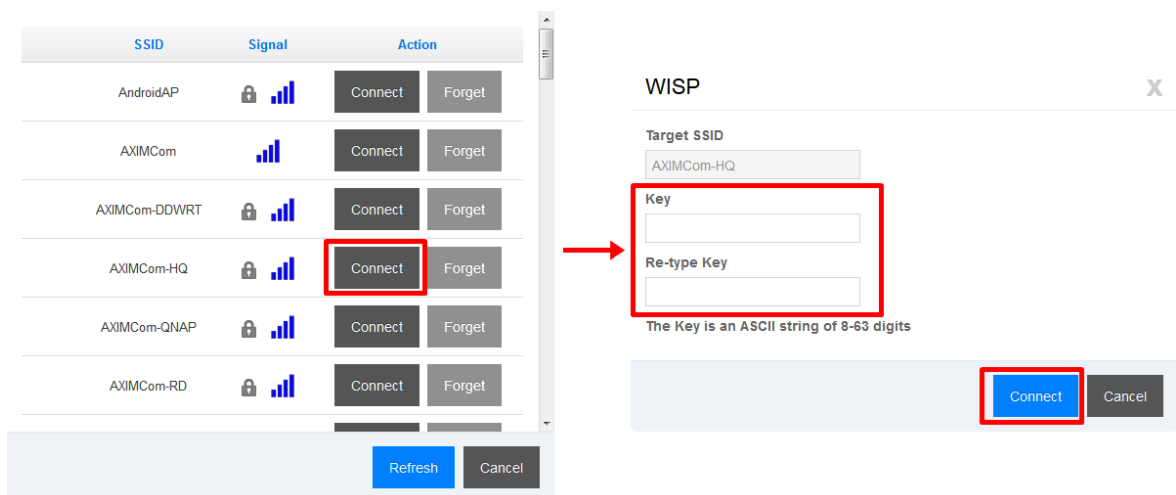 SSID Signal Action
AndroidAP Connect Forget
AXIMCom Connect Forget
AXIMCom-DDWRT Connect Forget
AXIMCom-HQ Connect Forget
AXIMCom-QNAP Connect Forget
AXIMCom-RD Connect Forget
Refresh Cancel
WISP X
Target SSID
AXIMCom-HQ
Key
Re-type Key
The Key is an ASCII string of 8-63 digits
Connect Cancel